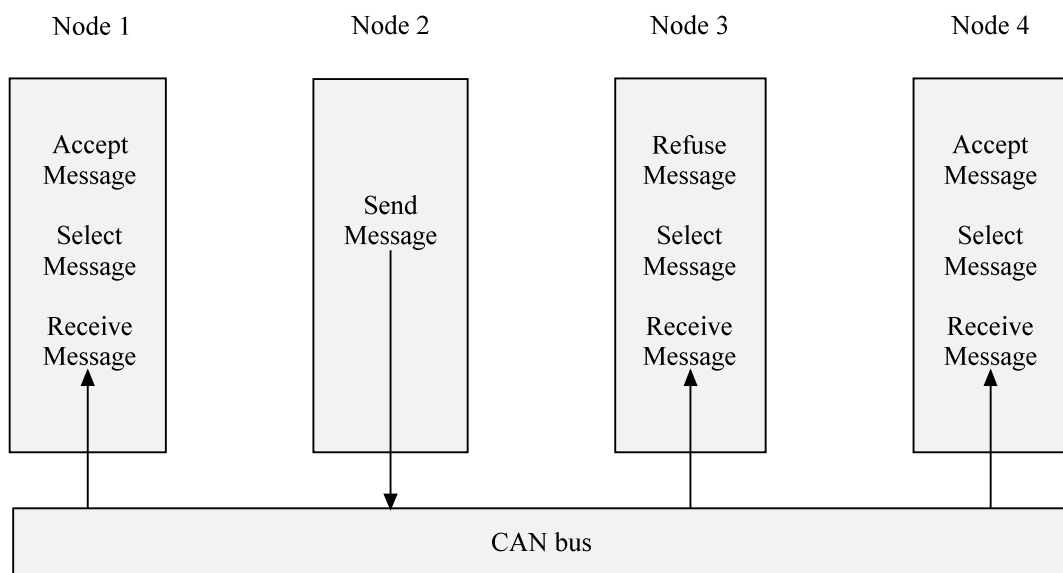 Node 1
Node 2
Node 3
Node 4
Accept
Message
Select
Message
Receive
Message
Send
Message
Refuse
Message
Select
Message
Receive
Message
Accept
Message
Select
Message
Receive
Message
CAN bus